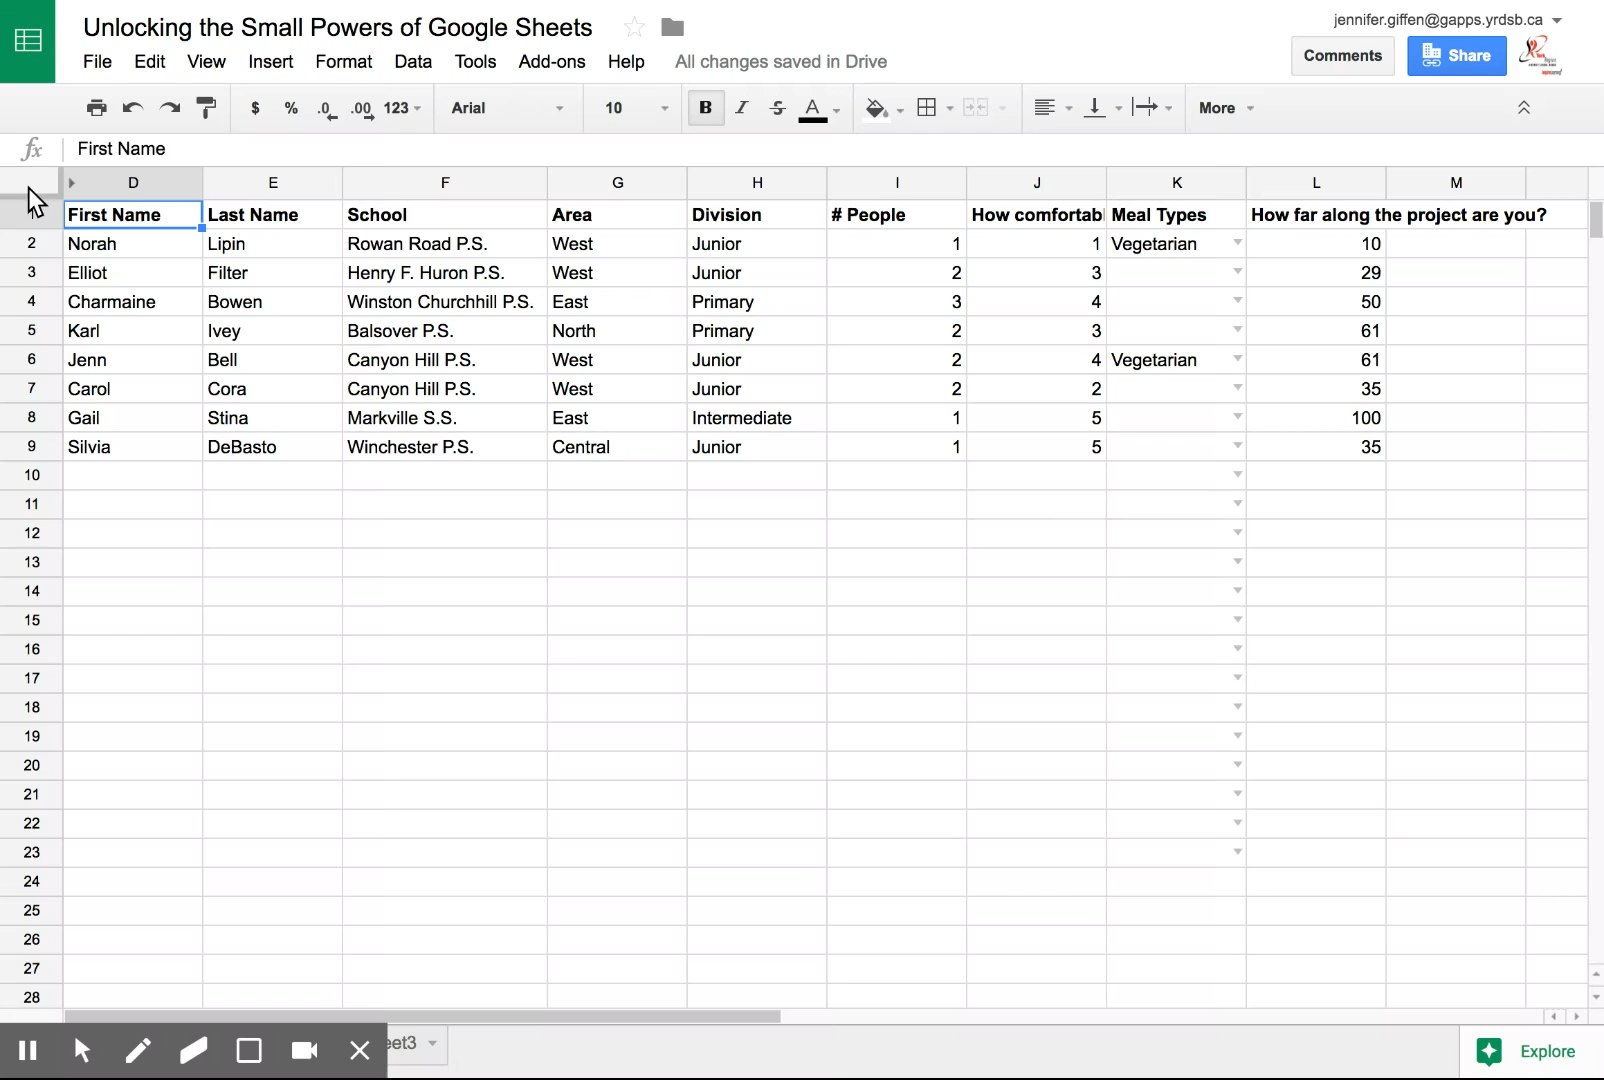 Unlocking the Small Powers of Google Sheets
jennifer.giffen@gapps.yrdsb.ca
File Edit View Insert Format Data Tools Add-ons Help All changes saved in Drive
Comments Share
$ % .0 .00 123 Arial 10 B I S A More
fx First Name
D E F G H I J K L M
First Name Last Name School Area Division # People How comfortabl Meal Types How far along the project are you?
2 Norah Lipin Rowan Road P.S. West Junior 1 1 Vegetarian 10
3 Elliot Filter Henry F. Huron P.S. West Junior 2 3 29
4 Charmaine Bowen Winston Churchhill P.S. East Primary 3 4 50
5 Karl Ivey Balsover P.S. North Primary 2 3 61
6 Jenn Bell Canyon Hill P.S. West Junior 2 4 Vegetarian 61
7 Carol Cora Canyon Hill P.S. West Junior 2 2 35
8 Gail Stina Markville S.S. East Intermediate 1 5 100
9 Silvia DeBasto Winchester P.S. Central Junior 1 5 35
10
11
12
13
14
15
16
17
18
19
20
21
22
23
24
25
26
27
28
eet3
Explore